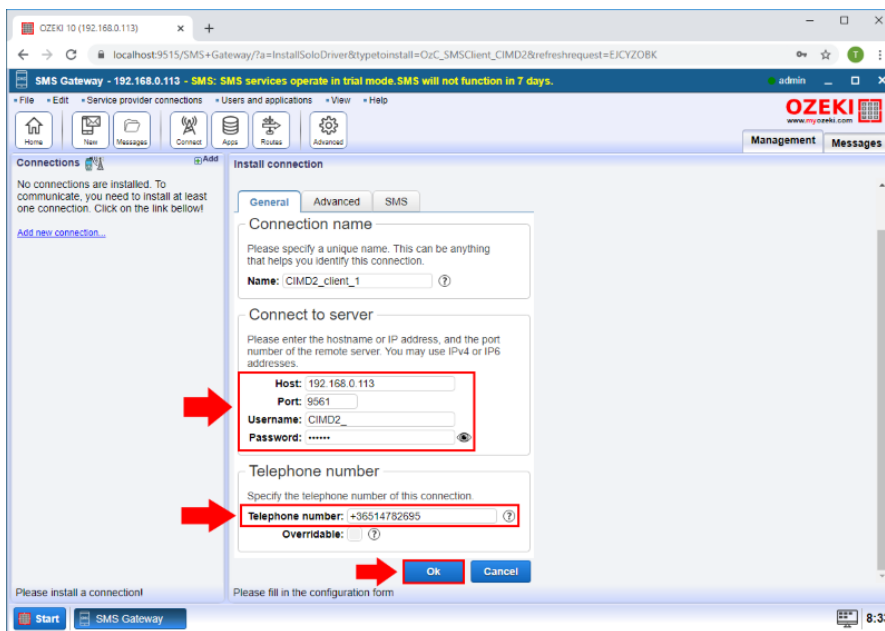 OZEKI 10 (192.168.0.113)
localhost:9515/SMS+Gateway/?a=InstallSoloDriver&typetoinstall=OzC_SMSClient_CIMD2&refreshrequest=EJCYZOBK
T
SMS Gateway - 192.168.0.113 - SMS: SMS services operate in trial mode.SMS will not function in 7 days.
admin
File Edit Service provider connections Users and applications View Help
OZEKI
www.myozeki.com
Home New Messages Connect Apps Routes Advanced
Management Messages
Connections Add
No connections are installed. To
communicate, you need to install at least
one connection. Click on the link bellow!
Add new connection...
Install connection
General Advanced SMS
Connection name
Please specify a unique name. This can be anything
that helps you identify this connection.
Name: CIMD2_client_1 ?
Connect to server
Please enter the hostname or IP address, and the port
number of the remote server. You may use IPv4 or IP6
addresses.
Host: 192.168.0.113
Port: 9561
Username: CIMD2_
Password: ••••••
Telephone number
Specify the telephone number of this connection.
Telephone number: +36514782695 ?
Overridable: ?
Ok Cancel
Please install a connection!
Please fill in the configuration form
Start SMS Gateway